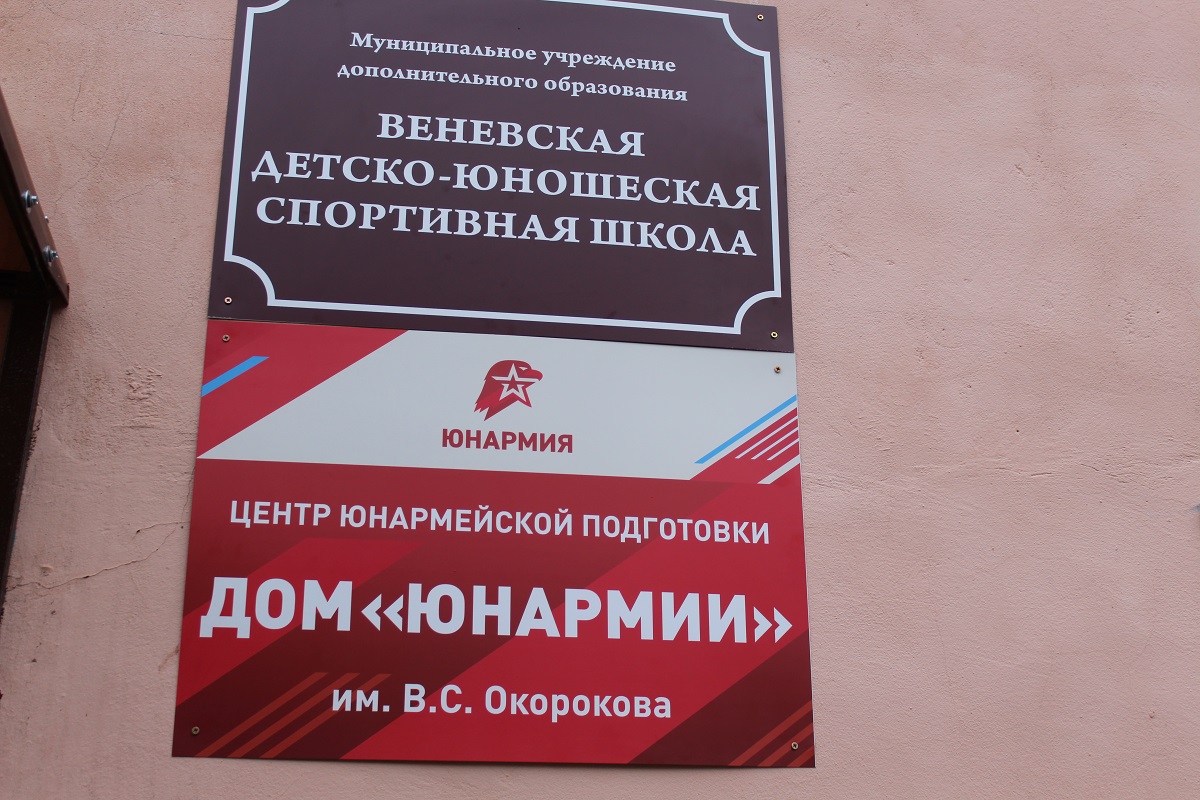 Муниципальное учреждение
дополнительного образования
ВЕНЕВСКАЯ
ДЕТСКО-ЮНОШЕСКАЯ
СПОРТИВНАЯ ШКОЛА
ЮНАРМИЯ
ЦЕНТР ЮНАРМЕЙСКОЙ ПОДГОТОВКИ
ДОМ «ЮНАРМИИ»
им. В.С. Окорокова